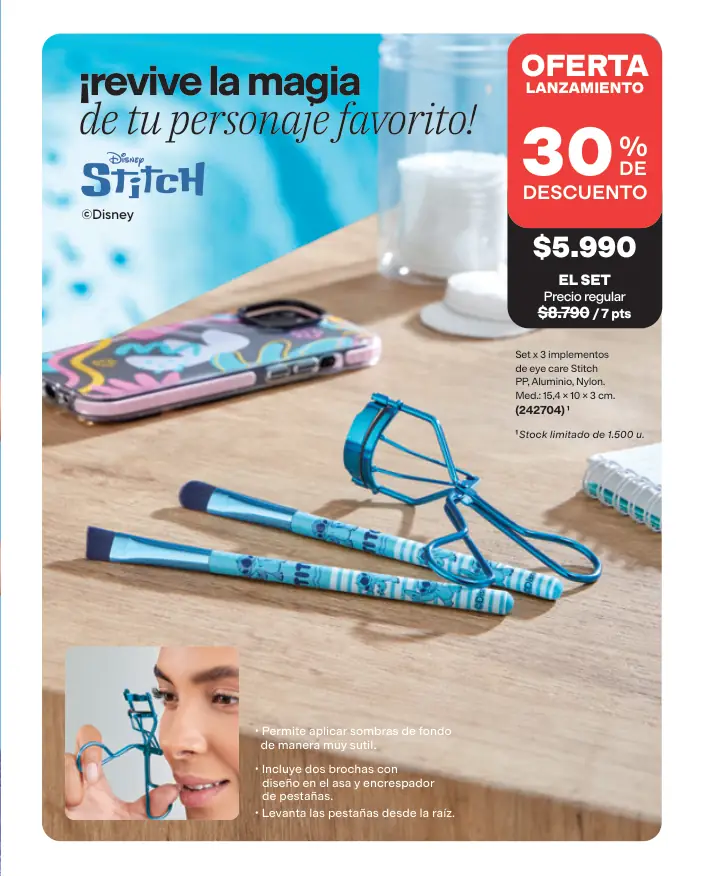 ¡revive la magia
de tu personaje favorito!
Disney
Stitch
©Disney
OFERTA
LANZAMIENTO
30 %
DE
DESCUENTO
$5.990
EL SET
Precio regular
$8.790 / 7 pts
Set x 3 implementos
de eye care Stitch
PP, Aluminio, Nylon.
Med.: 15,4 × 10 × 3 cm.
(242704) ¹
¹ Stock limitado de 1.500 u.
• Permite aplicar sombras de fondo
de manera muy sutil.
• Incluye dos brochas con
diseño en el asa y encrespador
de pestañas.
• Levanta las pestañas desde la raíz.